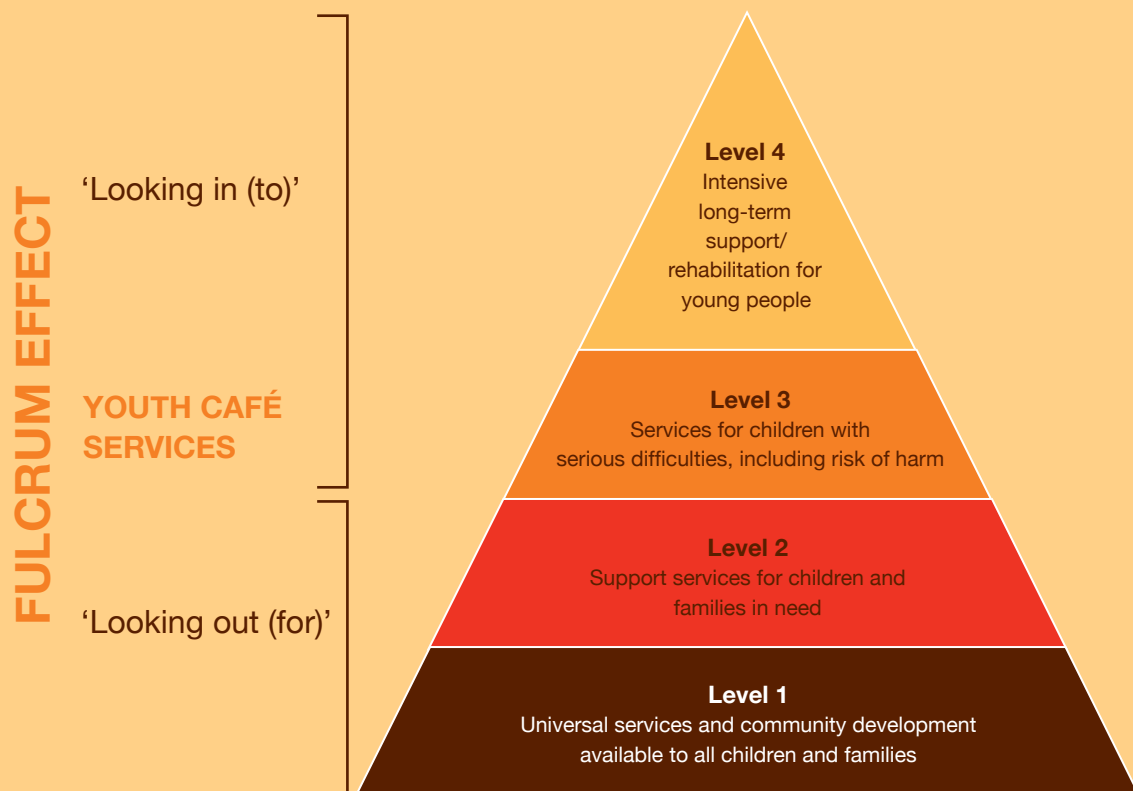 FULCRUM EFFECT
‘Looking in (to)’
YOUTH CAFÉ
SERVICES
‘Looking out (for)’
Level 4
Intensive
long-term
support/
rehabilitation for
young people
Level 3
Services for children with
serious difficulties, including risk of harm
Level 2
Support services for children and
families in need
Level 1
Universal services and community development
available to all children and families